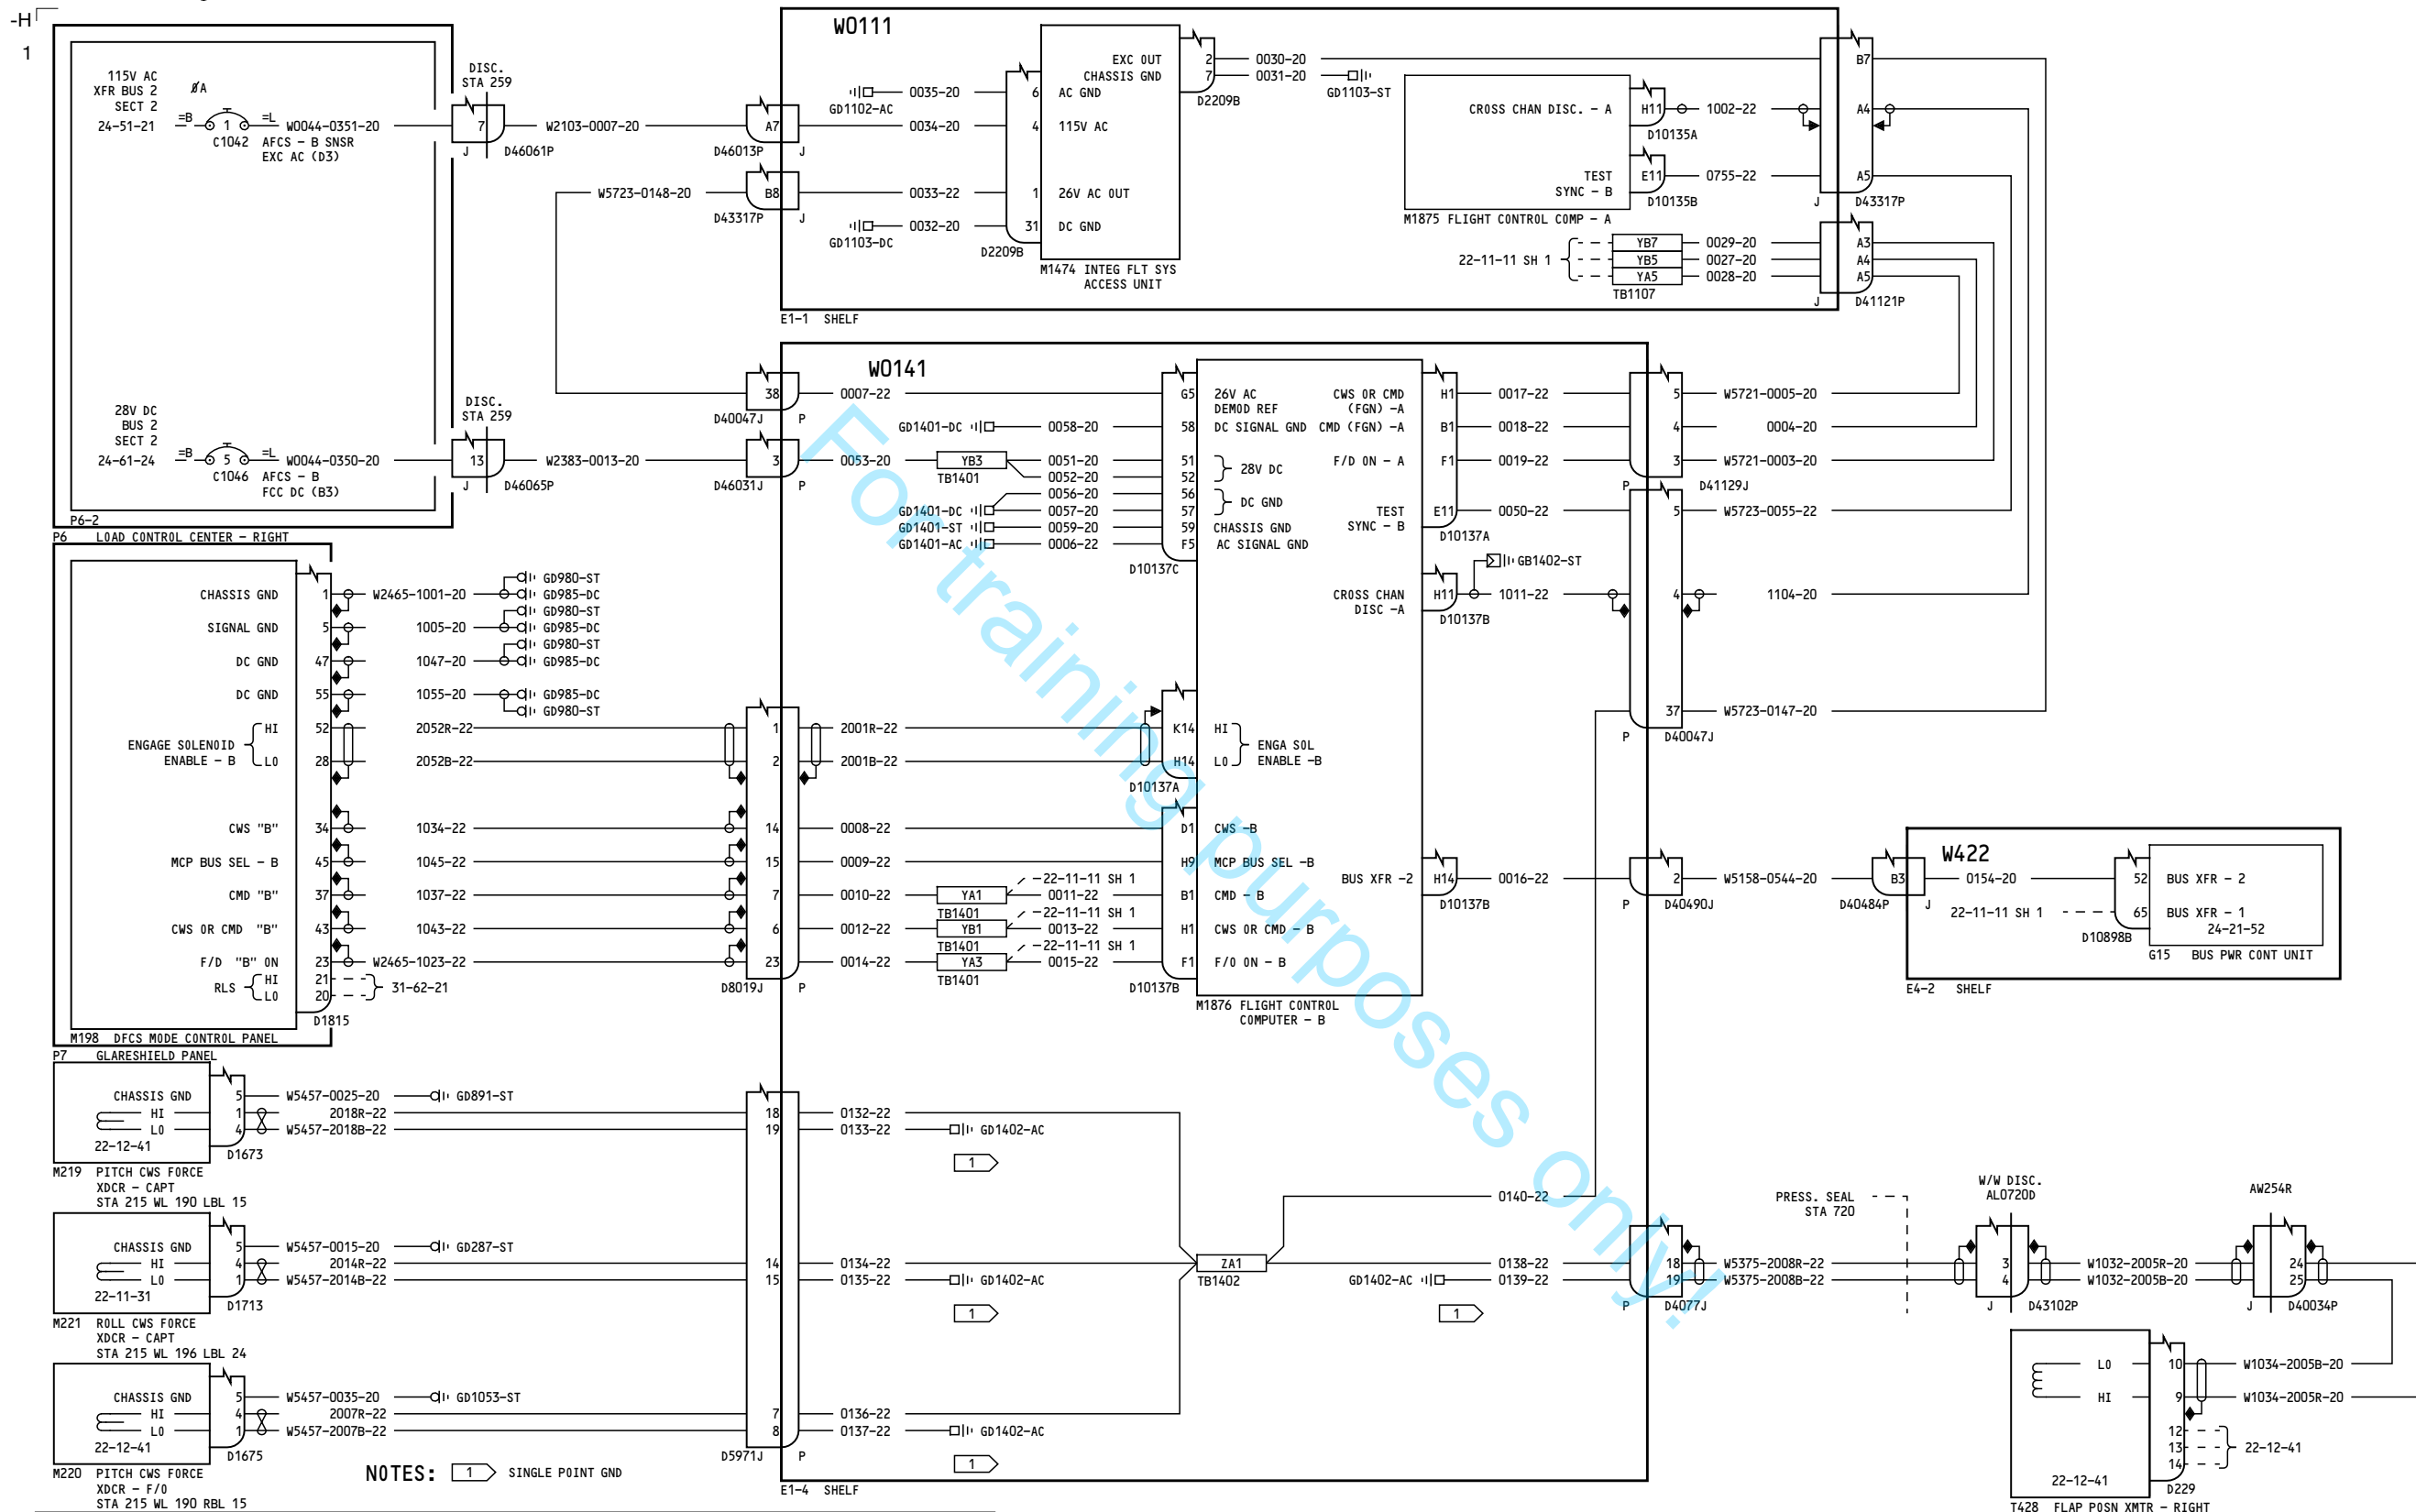 -H
1
W0111
115V AC
XFR BUS 2
SECT 2
ØA
24-51-21
=B
1
=L
W0044-0351-20
C1042
AFCS - B SNSR
EXC AC (D3)
DISC.
STA 259
7
J
D46061P
W2103-0007-20
A7
D46013P
J
W5723-0148-20
B8
D43317P
J
GD1102-AC
0035-20
0034-20
0033-22
GD1103-DC
0032-20
D2209B
6
AC GND
4
115V AC
1
26V AC OUT
31
DC GND
EXC OUT
2
0030-20
CHASSIS GND
7
0031-20
GD1103-ST
D2209B
M1474 INTEG FLT SYS
ACCESS UNIT
CROSS CHAN DISC. - A
H11
1002-22
D10135A
TEST
SYNC - B
E11
0755-22
D10135B
M1875 FLIGHT CONTROL COMP - A
B7
A4
A5
J
D43317P
22-11-11 SH 1
YB7
0029-20
A3
YB5
0027-20
A4
YA5
0028-20
A5
TB1107
J
D41121P
E1-1 SHELF
28V DC
BUS 2
SECT 2
24-61-24
=B
5
=L
W0044-0350-20
C1046
AFCS - B
FCC DC (B3)
P6-2
P6 LOAD CONTROL CENTER - RIGHT
DISC.
STA 259
13
J
D46065P
W2383-0013-20
W0141
38
D40047J
P
0007-22
3
D46031J
P
0053-20
YB3
TB1401
GD1401-DC
0058-20
0051-20
0052-20
0056-20
GD1401-DC
0057-20
GD1401-ST
0059-20
GD1401-AC
0006-22
G5
26V AC
DEMOD REF
58
DC SIGNAL GND
51
52
28V DC
56
57
DC GND
59
CHASSIS GND
F5
AC SIGNAL GND
D10137C
CWS OR CMD
(FGN) -A
H1
0017-22
5
W5721-0005-20
CMD (FGN) -A
B1
0018-22
4
0004-20
F/D ON - A
F1
0019-22
3
W5721-0003-20
P
D41129J
TEST
SYNC - B
E11
0050-22
5
W5723-0055-22
D10137A
GB1402-ST
CROSS CHAN
DISC -A
H11
1011-22
4
1104-20
D10137B
37
W5723-0147-20
P
D40047J
CHASSIS GND
1
W2465-1001-20
GD980-ST
GD985-DC
SIGNAL GND
5
1005-20
GD980-ST
GD985-DC
DC GND
47
1047-20
GD980-ST
GD985-DC
DC GND
55
1055-20
GD985-DC
GD980-ST
ENGAGE SOLENOID
ENABLE - B
HI
52
2052R-22
1
2001R-22
K14
HI
LO
28
2052B-22
2
2001B-22
H14
LO
ENGA SOL
ENABLE -B
D10137A
CWS "B"
34
1034-22
14
0008-22
D1
CWS -B
MCP BUS SEL - B
45
1045-22
15
0009-22
H9
MCP BUS SEL -B
CMD "B"
37
1037-22
7
0010-22
YA1
TB1401
22-11-11 SH 1
0011-22
B1
CMD - B
CWS OR CMD "B"
43
1043-22
6
0012-22
YB1
TB1401
22-11-11 SH 1
0013-22
H1
CWS OR CMD - B
F/D "B" ON
23
W2465-1023-22
23
0014-22
YA3
TB1401
22-11-11 SH 1
0015-22
F1
F/O ON - B
RLS
HI
21
LO
20
31-62-21
D1815
D8019J
P
D10137B
M198 DFCS MODE CONTROL PANEL
P7 GLARESHIELD PANEL
M1876 FLIGHT CONTROL
COMPUTER - B
BUS XFR -2
H14
0016-22
D10137B
2
P
D40490J
W5158-0544-20
B3
D40484P
J
W422
0154-20
52
BUS XFR - 2
22-11-11 SH 1
65
BUS XFR - 1
24-21-52
D10898B
G15 BUS PWR CONT UNIT
E4-2 SHELF
CHASSIS GND
5
W5457-0025-20
GD891-ST
HI
1
2018R-22
18
0132-22
LO
4
W5457-2018B-22
19
0133-22
GD1402-AC
22-12-41
D1673
1
M219 PITCH CWS FORCE
XDCR - CAPT
STA 215 WL 190 LBL 15
CHASSIS GND
5
W5457-0015-20
GD287-ST
HI
4
2014R-22
14
0134-22
LO
1
W5457-2014B-22
15
0135-22
GD1402-AC
22-11-31
D1713
1
M221 ROLL CWS FORCE
XDCR - CAPT
STA 215 WL 196 LBL 24
CHASSIS GND
5
W5457-0035-20
GD1053-ST
HI
4
2007R-22
7
0136-22
LO
1
W5457-2007B-22
8
0137-22
GD1402-AC
22-12-41
D1675
D5971J
P
1
M220 PITCH CWS FORCE
XDCR - F/O
STA 215 WL 190 RBL 15
NOTES: 1 SINGLE POINT GND
E1-4 SHELF
ZA1
TB1402
0140-22
0138-22
GD1402-AC
0139-22
1
18
19
P
D4077J
W5375-2008R-22
W5375-2008B-22
PRESS. SEAL
STA 720
W/W DISC.
AL0720D
3
4
J
D43102P
W1032-2005R-20
W1032-2005B-20
AW254R
24
25
J
D40034P
LO
10
W1034-2005B-20
HI
9
W1034-2005R-20
12
13
14
22-12-41
22-12-41
D229
T428 FLAP POSN XMTR - RIGHT
For training purposes only!